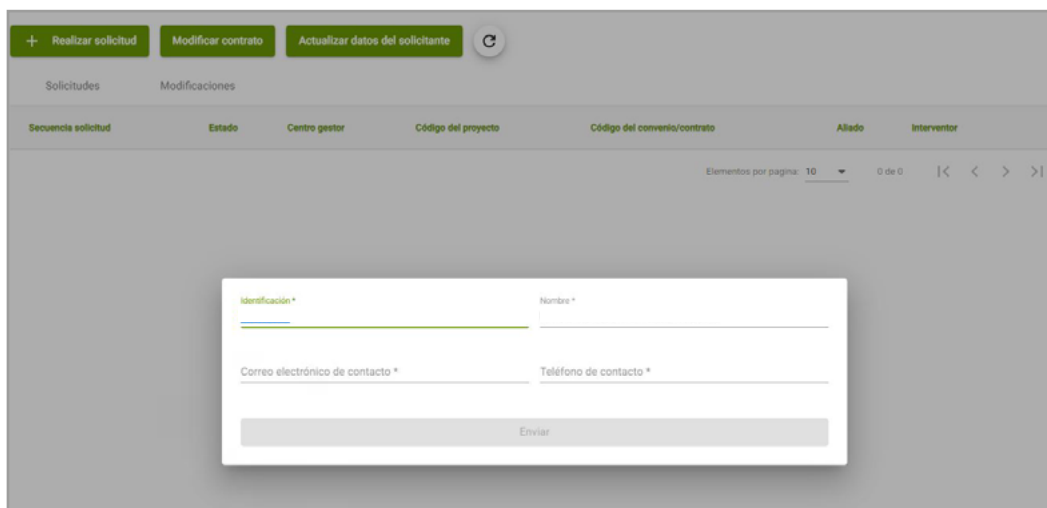 + Realizar solicitud Modificar contrato Actualizar datos del solicitante
Solicitudes Modificaciones
Secuencia solicitud Estado Centro gestor Código del proyecto Código del convenio/contrato Aliado Interventor
Elementos por pagina: 10 0 de 0
Identificación * Nombre *
Correo electrónico de contacto * Teléfono de contacto *
Enviar